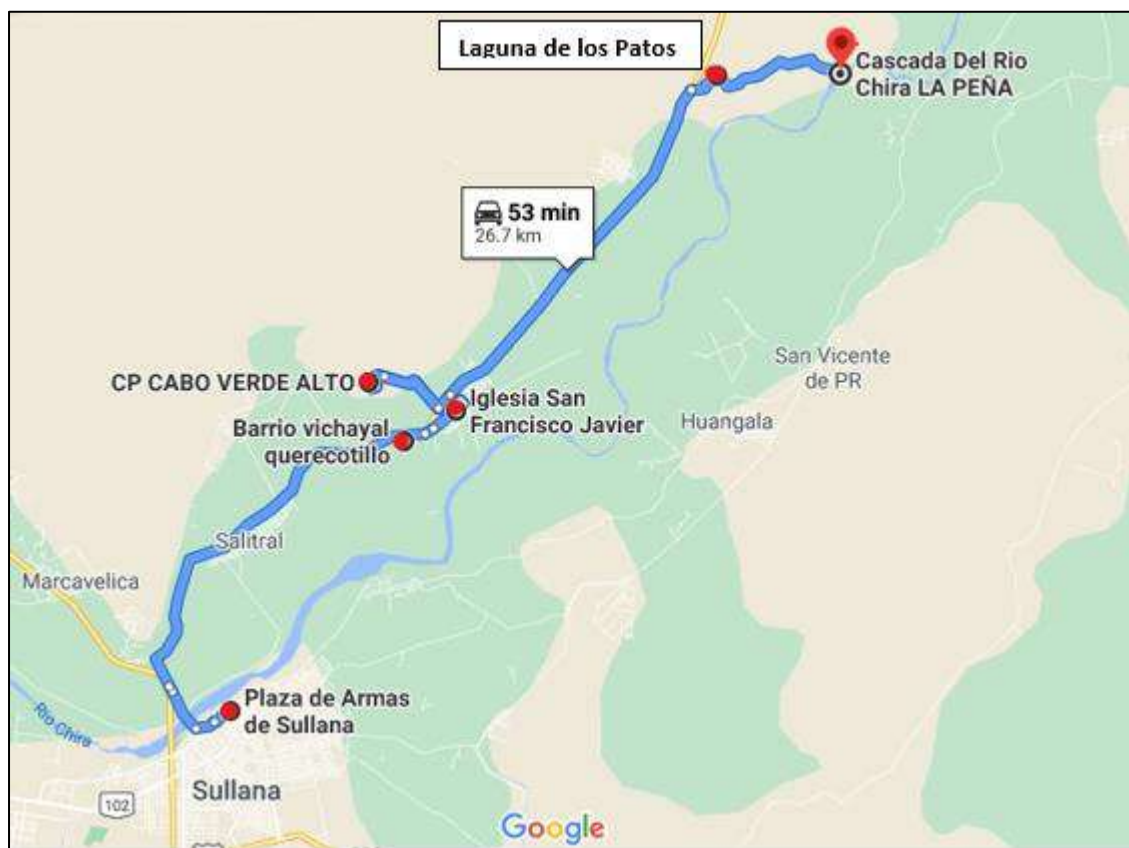 Laguna de los Patos
Cascada Del Rio
Chira LA PEÑA
53 min
26.7 km
San Vicente
de PR
CP CABO VERDE ALTO
Iglesia San
Francisco Javier
Huangala
Barrio vichayal
querecotillo
Salitral
Marcavelica
Plaza de Armas
de Sullana
Rio Chira
Sullana
102
Google